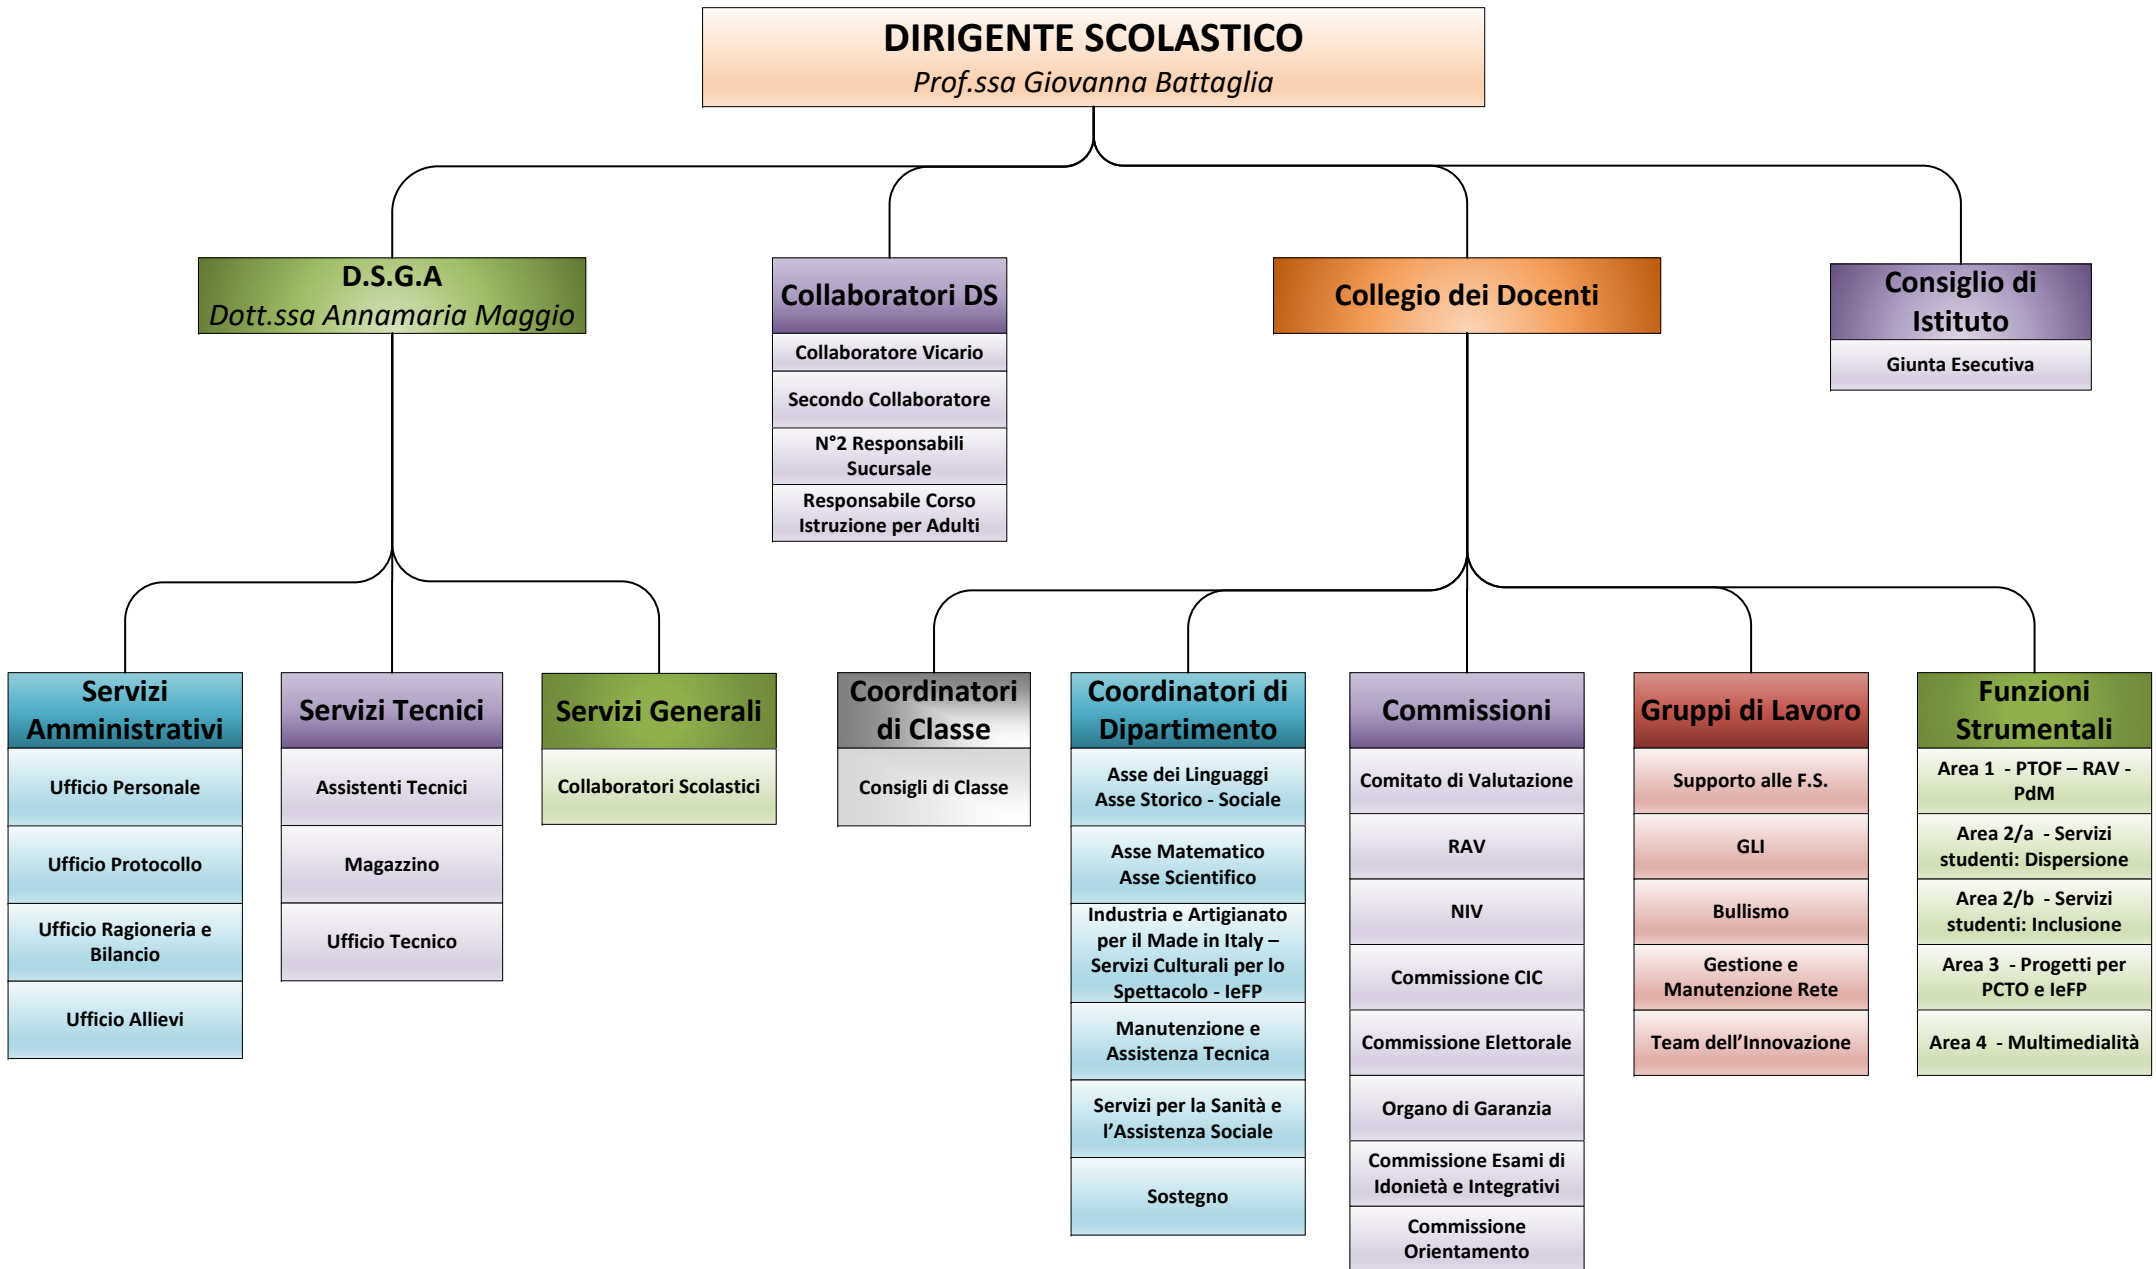 DIRIGENTE SCOLASTICO
Prof.ssa Giovanna Battaglia
D.S.G.A
Dott.ssa Annamaria Maggio
Collaboratori DS
Collaboratore Vicario
Secondo Collaboratore
N°2 Responsabili
Sucursale
Responsabile Corso
Istruzione per Adulti
Collegio dei Docenti
Consiglio di
Istituto
Giunta Esecutiva
Servizi
Amministrativi
Ufficio Personale
Ufficio Protocollo
Ufficio Ragioneria e
Bilancio
Ufficio Allievi
Servizi Tecnici
Assistenti Tecnici
Magazzino
Ufficio Tecnico
Servizi Generali
Collaboratori Scolastici
Coordinatori
di Classe
Consigli di Classe
Coordinatori di
Dipartimento
Asse dei Linguaggi
Asse Storico - Sociale
Asse Matematico
Asse Scientifico
Industria e Artigianato
per il Made in Italy –
Servizi Culturali per lo
Spettacolo - IeFP
Manutenzione e
Assistenza Tecnica
Servizi per la Sanità e
l’Assistenza Sociale
Sostegno
Commissioni
Comitato di Valutazione
RAV
NIV
Commissione CIC
Commissione Elettorale
Organo di Garanzia
Commissione Esami di
Idonietà e Integrativi
Commissione
Orientamento
Gruppi di Lavoro
Supporto alle F.S.
GLI
Bullismo
Gestione e
Manutenzione Rete
Team dell’Innovazione
Funzioni
Strumentali
Area 1 - PTOF – RAV -
PdM
Area 2/a - Servizi
studenti: Dispersione
Area 2/b - Servizi
studenti: Inclusione
Area 3 - Progetti per
PCTO e IeFP
Area 4 - Multimedialità